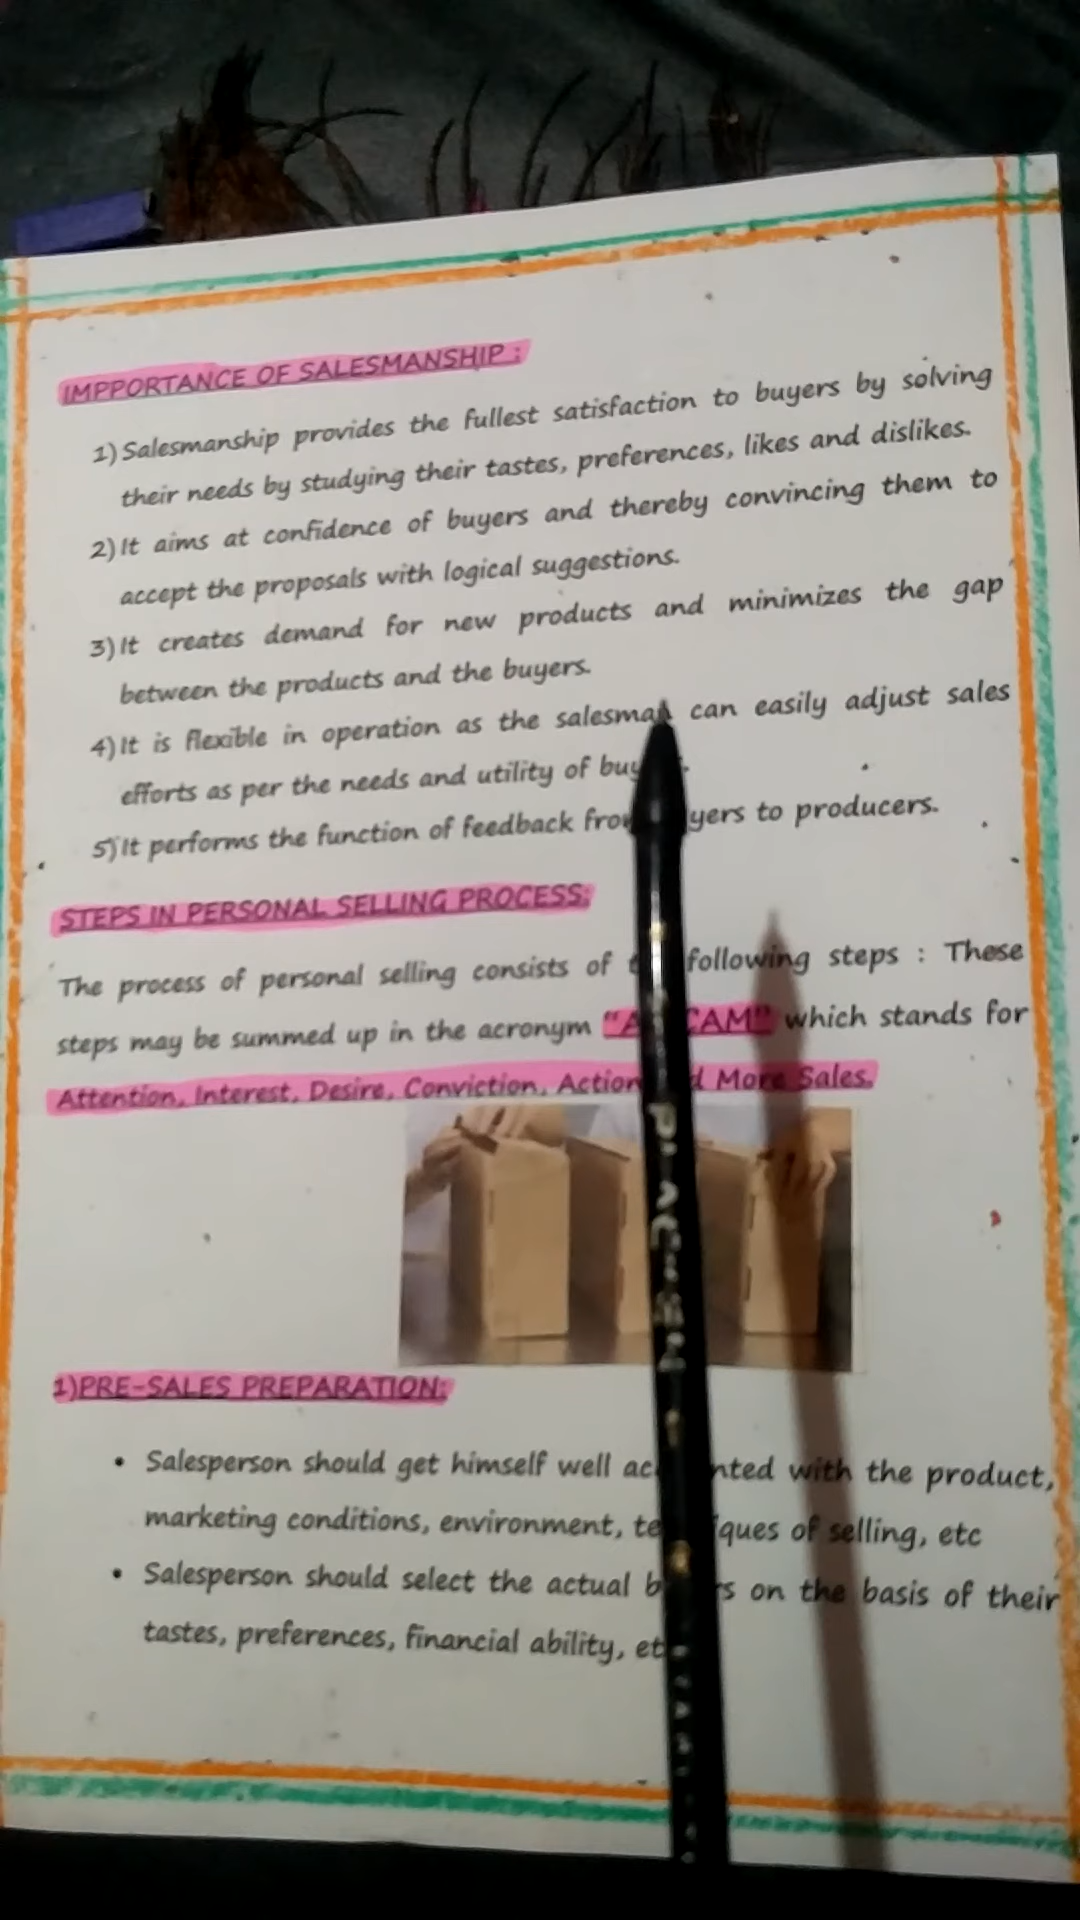 IMPPORTANCE OF SALESMANSHIP :
1) Salesmanship provides the fullest satisfaction to buyers by solving
their needs by studying their tastes, preferences, likes and dislikes.
2) It aims at confidence of buyers and thereby convincing them to
accept the proposals with logical suggestions.
3) It creates demand for new products and minimizes the gap
between the products and the buyers.
4) It is flexible in operation as the salesman can easily adjust sales
efforts as per the needs and utility of
5) It performs the function of feedback from to producers.
STEPS IN PERSONAL SELLING PROCESS:
The process of personal selling consists of following steps : These
steps may be summed up in the acronym which stands for
Attention, Interest, Desire, Conviction, Action More Sales.
1)PRE-SALES PREPARATION:
• Salesperson should get himself well with the product,
marketing conditions, environment, of selling, etc
• Salesperson should select the actual on the basis of their
tastes, preferences, financial ability,